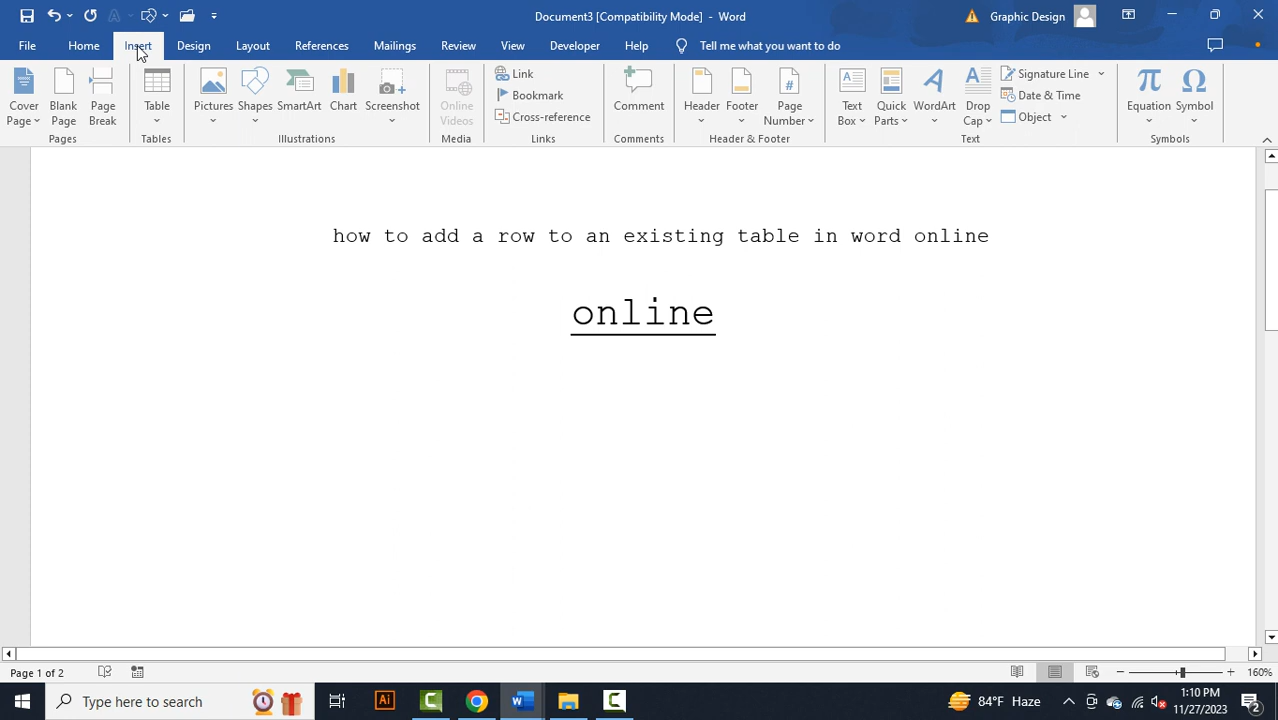 Document3 [Compatibility Mode] - Word
Graphic Design
File Home Insert Design Layout References Mailings Review View Developer Help Tell me what you want to do
Cover Page
Blank Page
Page Break
Table
Pictures
Shapes
SmartArt
Chart
Screenshot
Online Videos
Link
Bookmark
Cross-reference
Comment
Header
Footer
Page Number
Text Box
Quick Parts
WordArt
Drop Cap
Signature Line
Date & Time
Object
Equation
Symbol
Pages Tables Illustrations Media Links Comments Header & Footer Text Symbols
how to add a row to an existing table in word online
online
Page 1 of 2
160%
Type here to search
Ai
84°F Haze
1:10 PM
11/27/2023
2